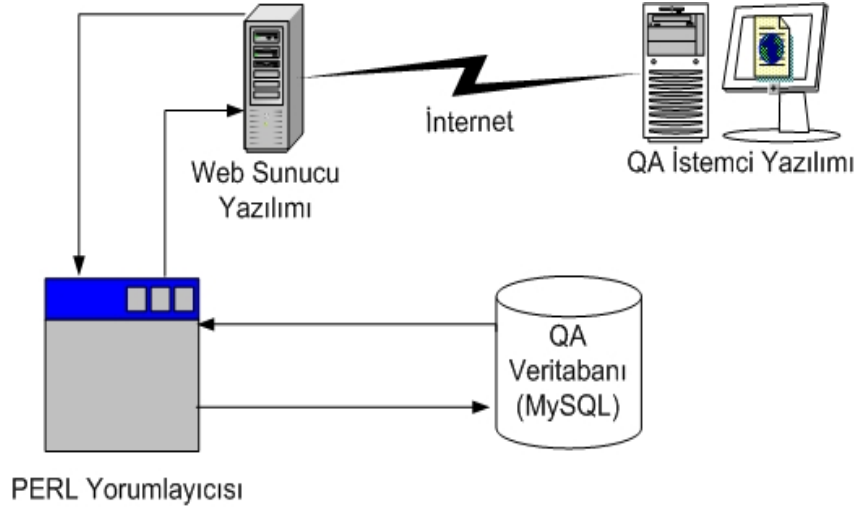 İnternet
QA İstemci Yazılımı
Web Sunucu
Yazılımı
QA
Veritabanı
(MySQL)
PERL Yorumlayıcısı